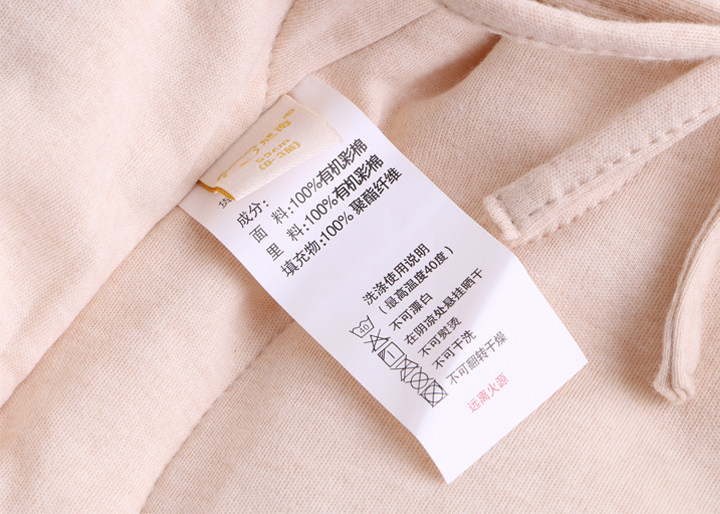 59cm
成分：
面 料：100%有机彩棉
里 料：100%有机彩棉
填充物：100% 聚酯纤维
洗涤使用说明
（最高温度40度）
40
不可漂白
在阴凉处悬挂晒干
不可熨烫
不可干洗
不可翻转干燥
远离火源